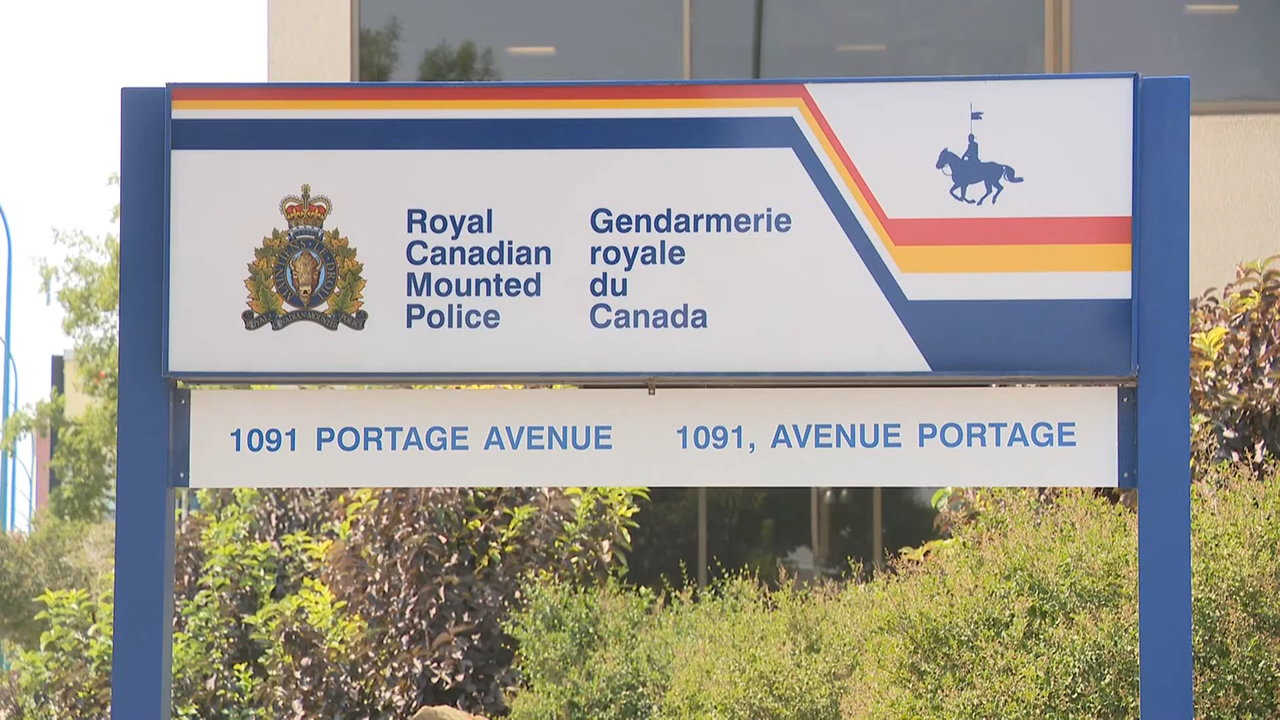 Royal
Canadian
Mounted
Police
Gendarmerie
royale
du
Canada
1091 PORTAGE AVENUE
1091, AVENUE PORTAGE